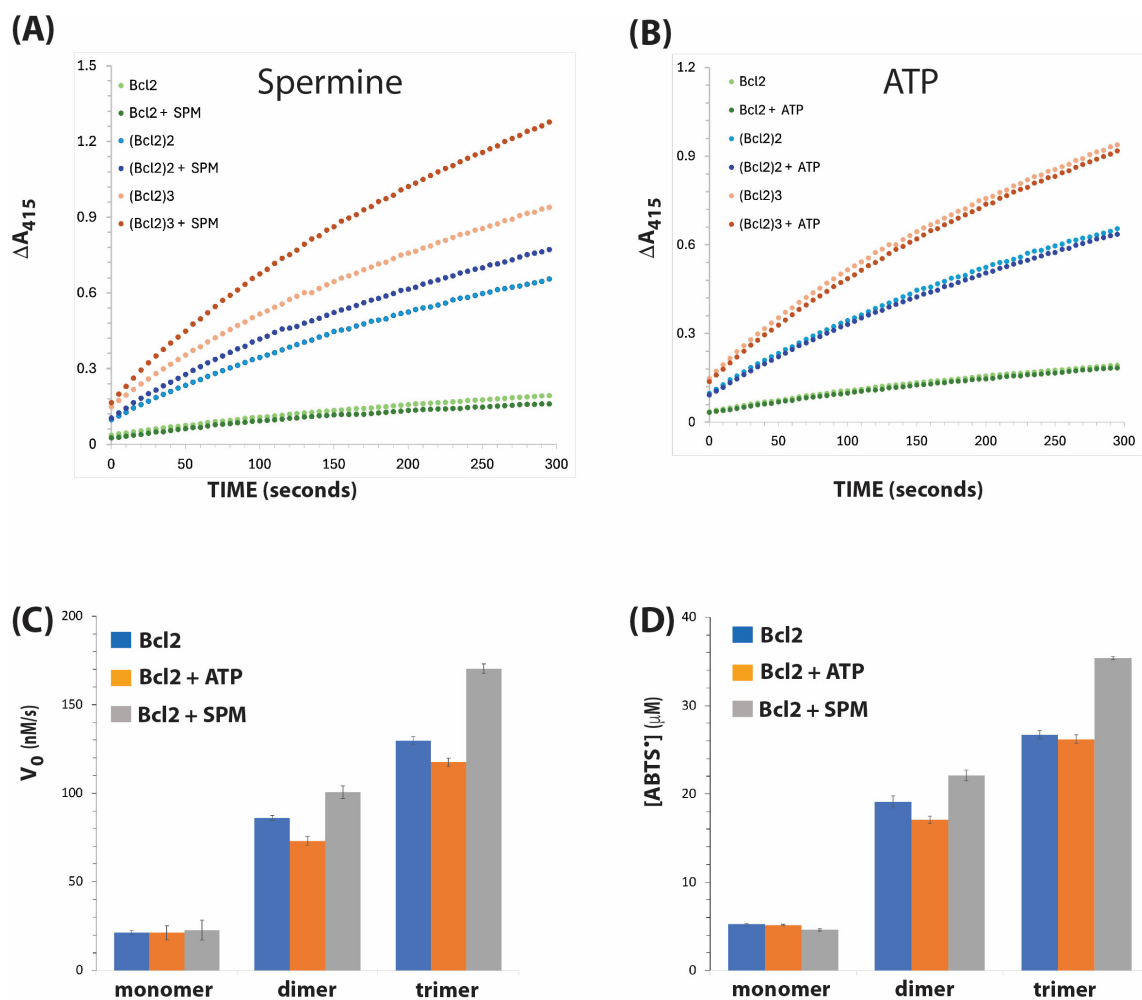 (A)
Spermine
1.5
1.2
0.9
0.6
0.3
0
ΔA415
Bcl2
Bcl2 + SPM
(Bcl2)2
(Bcl2)2 + SPM
(Bcl2)3
(Bcl2)3 + SPM
0 50 100 150 200 250 300
TIME (seconds)
(B)
ATP
1.2
0.9
0.6
0.3
0
ΔA415
Bcl2
Bcl2 + ATP
(Bcl2)2
(Bcl2)2 + ATP
(Bcl2)3
(Bcl2)3 + ATP
0 50 100 150 200 250 300
TIME (seconds)
(C)
200
150
100
50
0
V0 (nM/s)
Bcl2
Bcl2 + ATP
Bcl2 + SPM
monomer dimer trimer
(D)
40
30
20
10
0
[ABTS•] (μM)
Bcl2
Bcl2 + ATP
Bcl2 + SPM
monomer dimer trimer